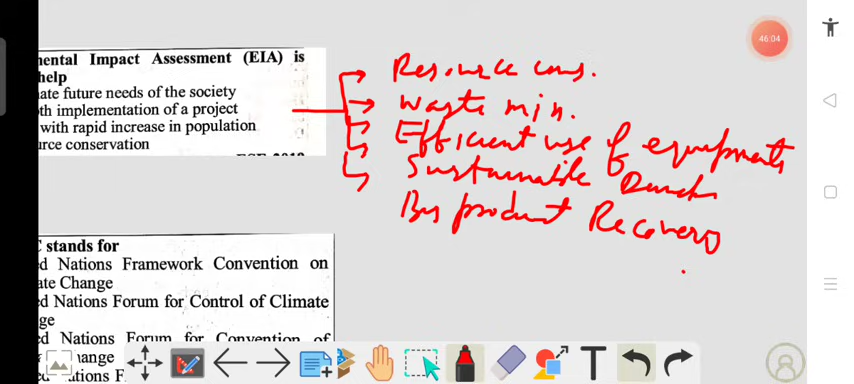 46:04
mental Impact Assessment (EIA) is
help
ate future needs of the society
oth implementation of a project
with rapid increase in population
urce conservation
Resource cons.
Waste min.
Efficient use of equipments
Sustainable
By product Recovery
C stands for
ed Nations Framework Convention on
ate Change
ed Nations Forum for Control of Climate
ge
ed Nations Forum for Convention of
hange
ations F
T